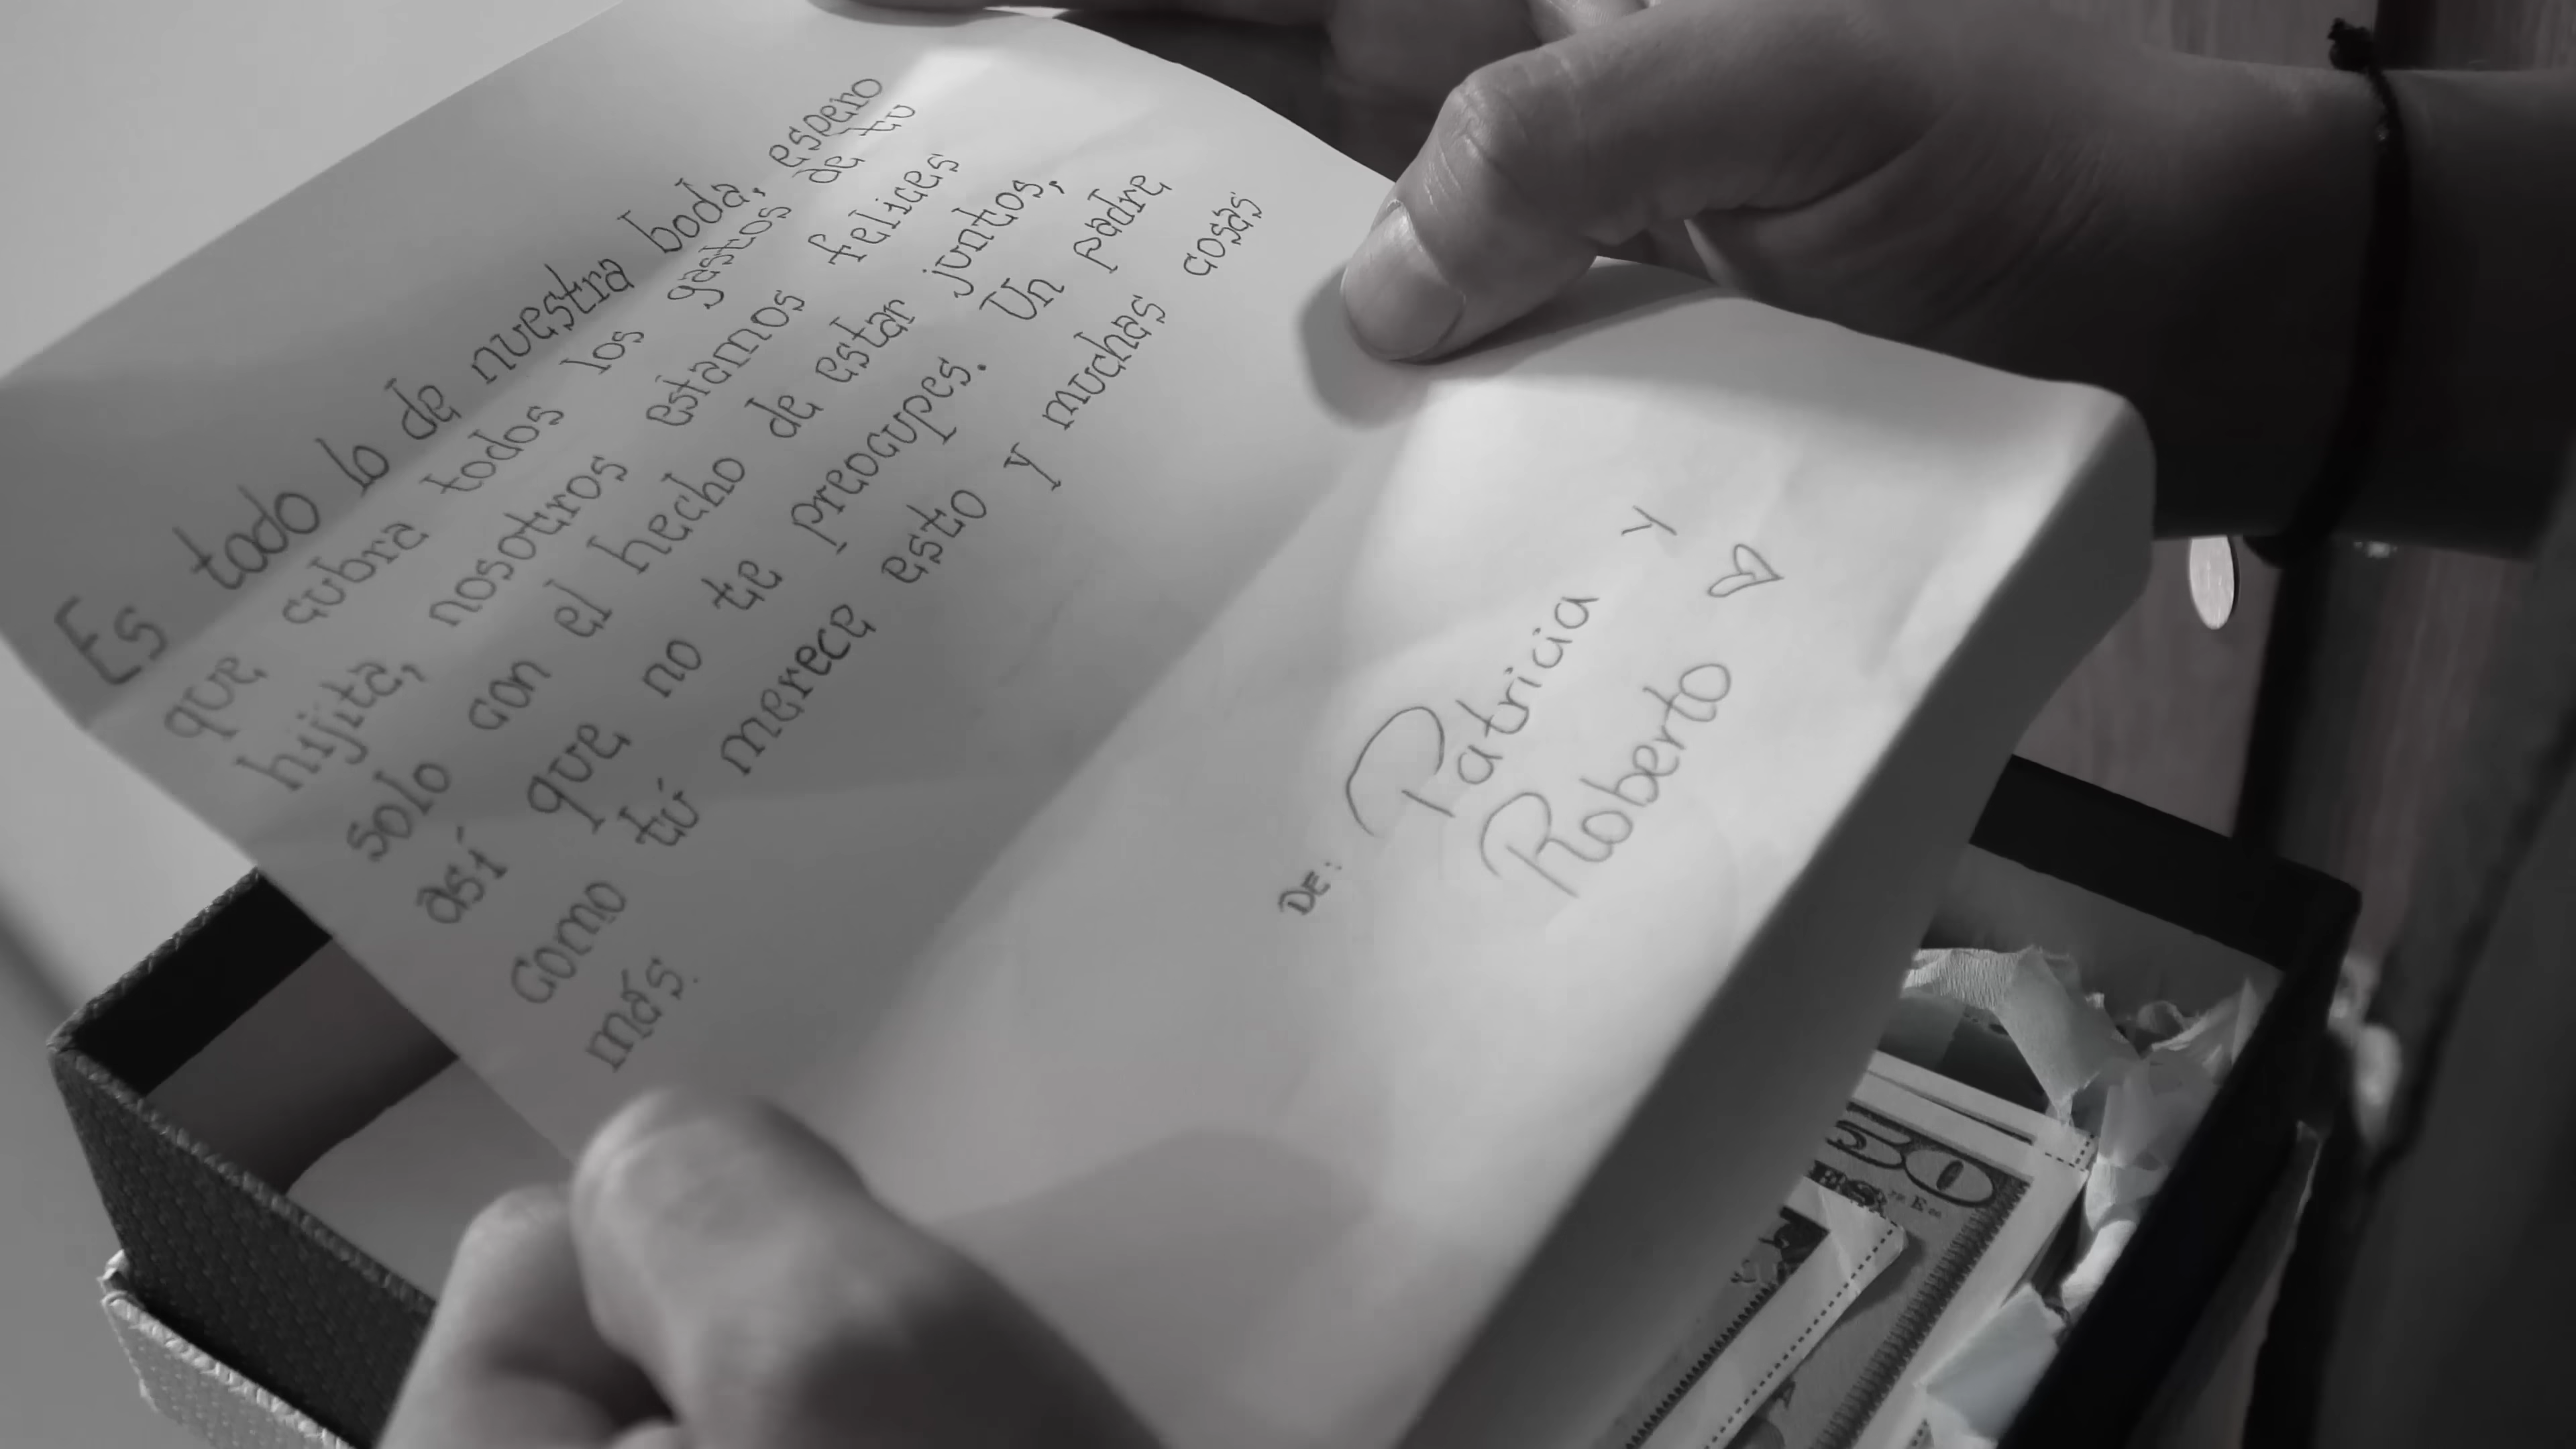 Es todo lo de nuestra boda, espero
que cubra todos los gastos de tu
hijita, nosotros estamos felices
solo con el hecho de estar juntos,
así que no te preocupes. Un padre
como tú merece esto y muchas cosas
más.
DE: Patricia y
Roberto
50